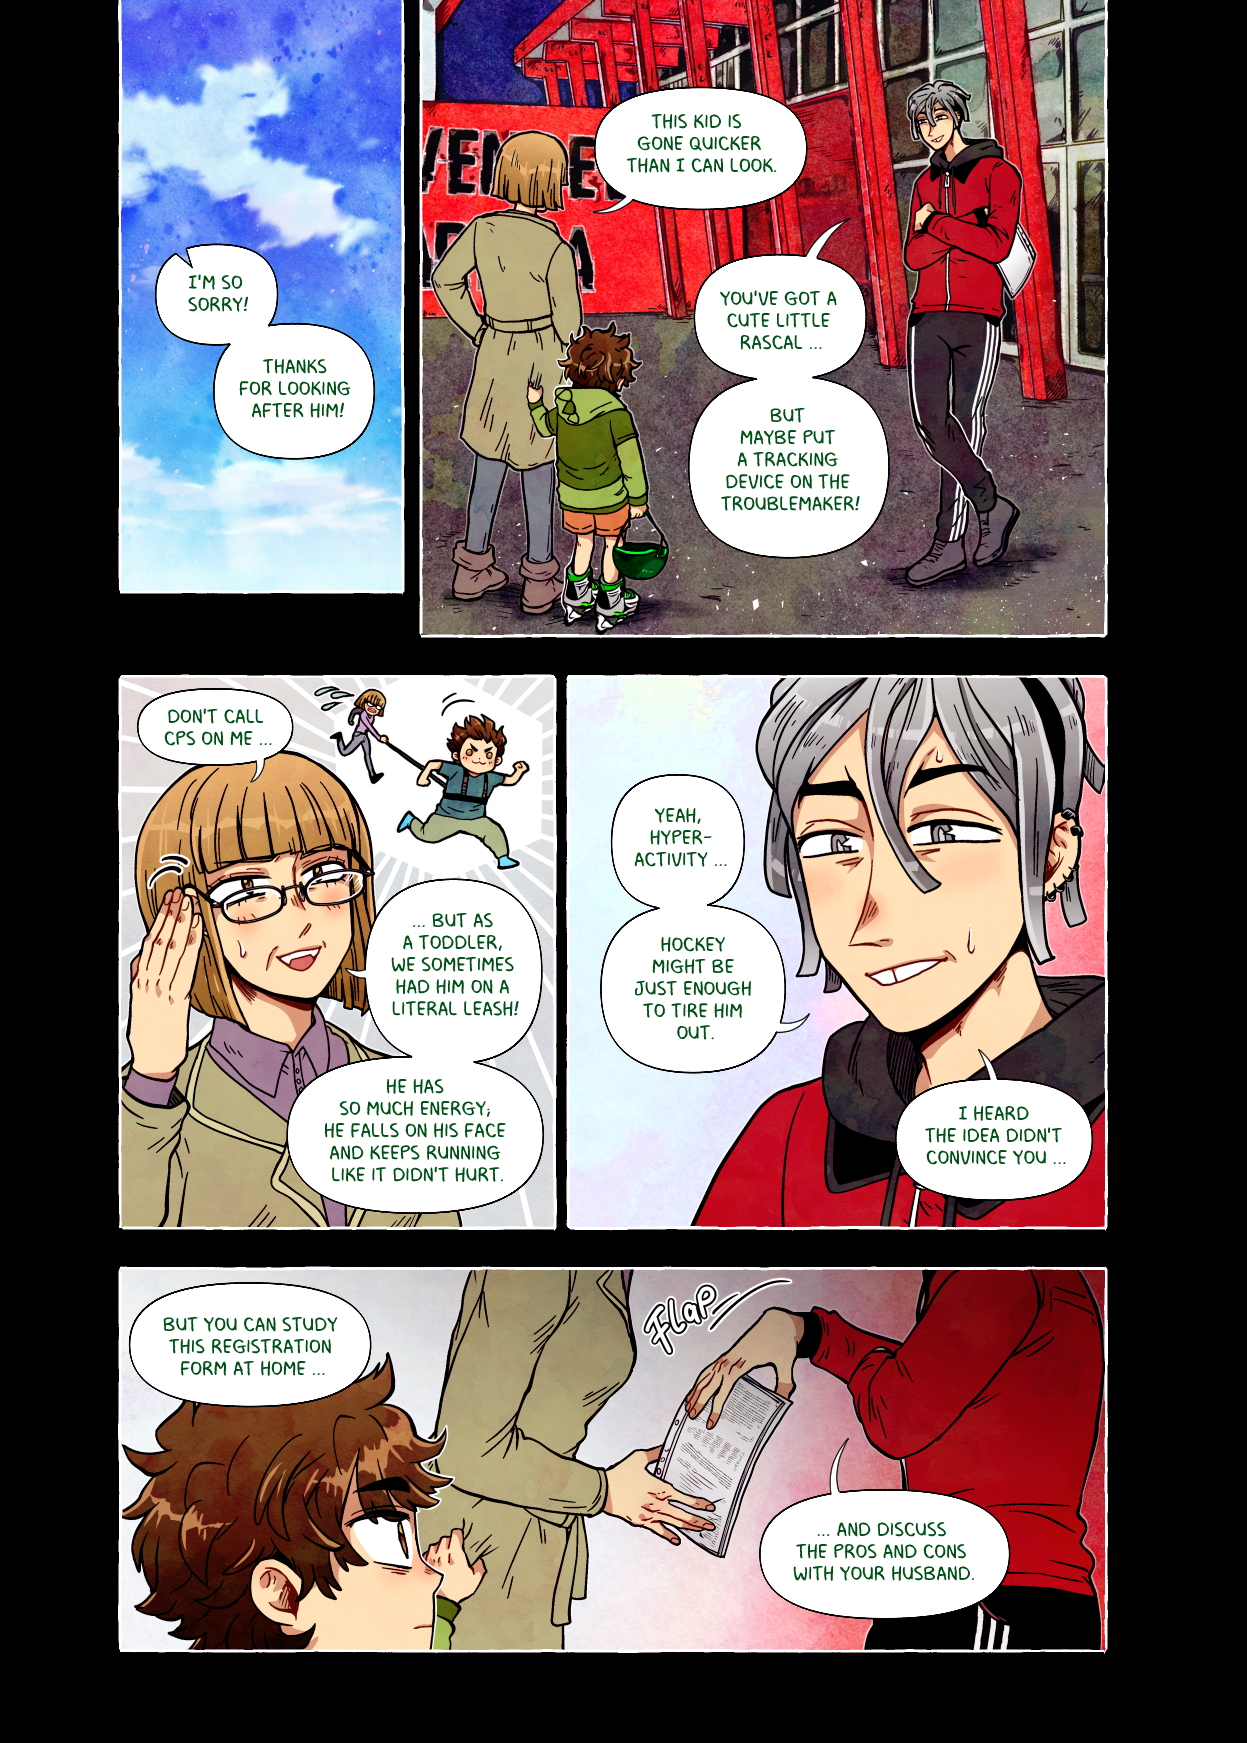 I'M SO
SORRY!
THANKS
FOR LOOKING
AFTER HIM!
THIS KID IS
GONE QUICKER
THAN I CAN LOOK.
YOU'VE GOT A
CUTE LITTLE
RASCAL ...
BUT
MAYBE PUT
A TRACKING
DEVICE ON THE
TROUBLEMAKER!
DON'T CALL
CPS ON ME ...
... BUT AS
A TODDLER,
WE SOMETIMES
HAD HIM ON A
LITERAL LEASH!
HE HAS
SO MUCH ENERGY;
HE FALLS ON HIS FACE
AND KEEPS RUNNING
LIKE IT DIDN'T HURT.
YEAH,
HYPER-
ACTIVITY ...
HOCKEY
MIGHT BE
JUST ENOUGH
TO TIRE HIM
OUT.
I HEARD
THE IDEA DIDN'T
CONVINCE YOU ...
BUT YOU CAN STUDY
THIS REGISTRATION
FORM AT HOME ...
FLAP
... AND DISCUSS
THE PROS AND CONS
WITH YOUR HUSBAND.